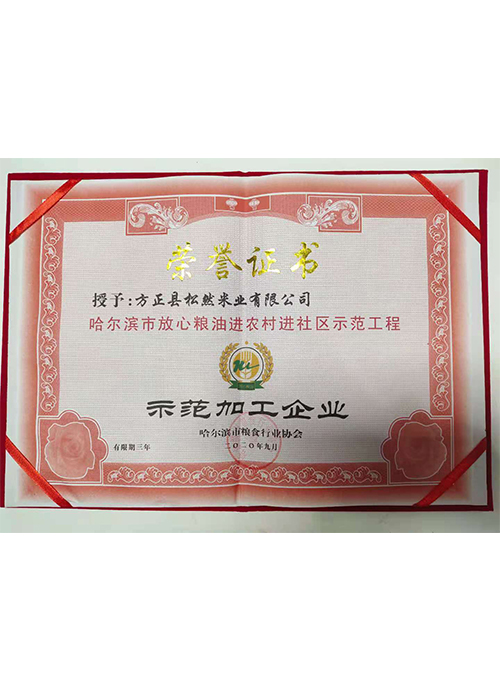 荣誉证书
授予:方正县松然米业有限公司
哈尔滨市放心粮油进农村进社区示范工程
示范加工企业
哈尔滨市粮食行业协会
有限期三年
二〇二〇年九月